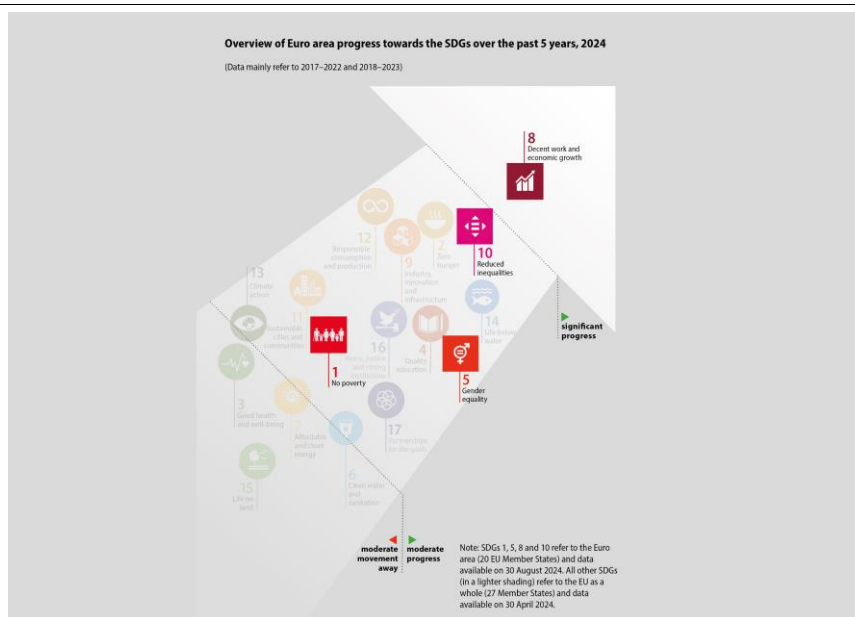 Overview of Euro area progress towards the SDGs over the past 5 years, 2024
(Data mainly refer to 2017–2022 and 2018–2023)
8
Decent work and
economic growth
12
Responsible
consumption
and production
9
Industry,
innovation
and
infrastructure
2
Zero
hunger
10
Reduced
inequalities
13
Climate
action
11
Sustainable
cities and
communities
14
Life below
water
significant
progress
1
No poverty
16
Peace, justice
and strong
institutions
4
Quality
education
5
Gender
equality
3
Good health
and well-being
7
Affordable
and clean
energy
17
Partnerships
for the goals
6
Clean water
and
sanitation
15
Life on
land
moderate
movement
away
moderate
progress
Note: SDGs 1, 5, 8 and 10 refer to the Euro
area (20 EU Member States) and data
available on 30 August 2024. All other SDGs
(in a lighter shading) refer to the EU as a
whole (27 Member States) and data
available on 30 April 2024.